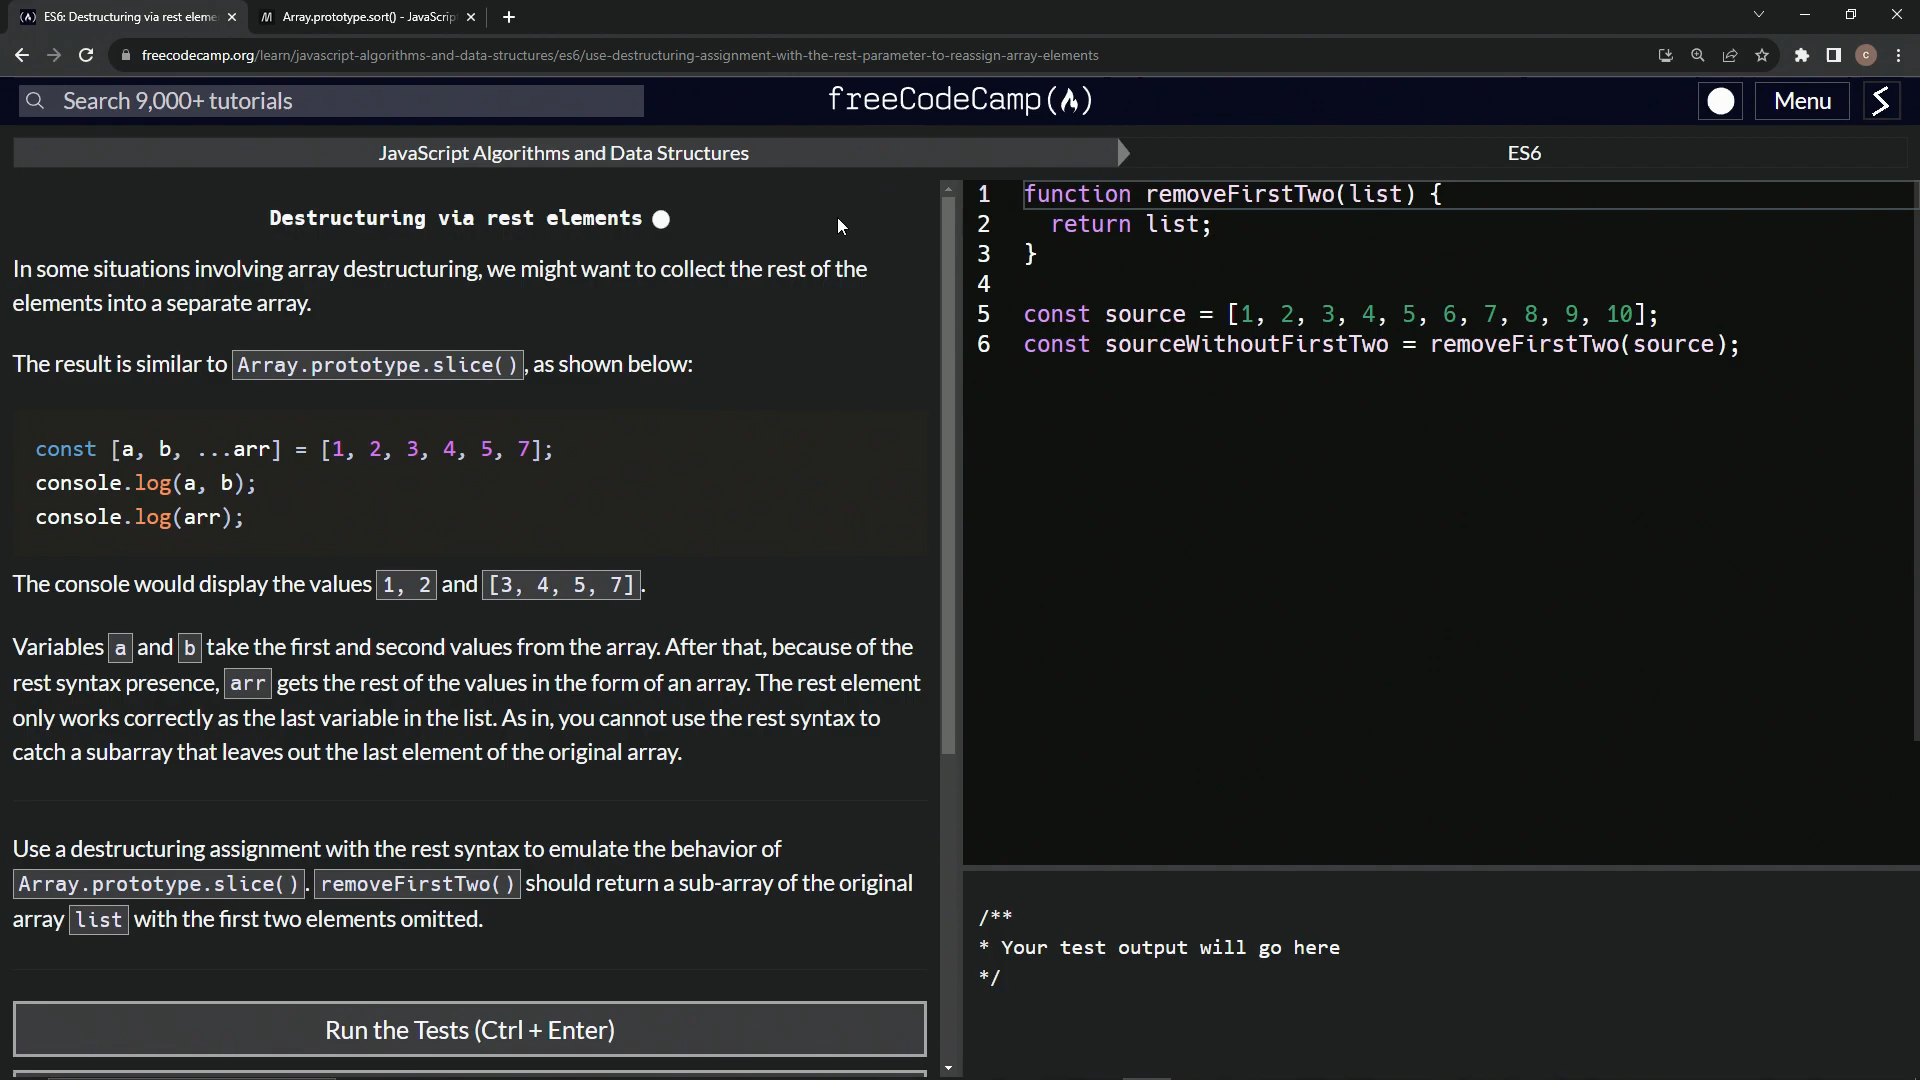 ES6: Destructuring via rest eleme
Array.prototype.sort() - JavaScrip
freecodecamp.org/learn/javascript-algorithms-and-data-structures/es6/use-destructuring-assignment-with-the-rest-parameter-to-reassign-array-elements
C
Search 9,000+ tutorials
freeCodeCamp
Menu
JavaScript Algorithms and Data Structures
ES6
Destructuring via rest elements
In some situations involving array destructuring, we might want to collect the rest of the
elements into a separate array.
The result is similar to Array.prototype.slice(), as shown below:
const [a, b, ...arr] = [1, 2, 3, 4, 5, 7];
console.log(a, b);
console.log(arr);
The console would display the values 1, 2 and [3, 4, 5, 7].
Variables a and b take the first and second values from the array. After that, because of the
rest syntax presence, arr gets the rest of the values in the form of an array. The rest element
only works correctly as the last variable in the list. As in, you cannot use the rest syntax to
catch a subarray that leaves out the last element of the original array.
Use a destructuring assignment with the rest syntax to emulate the behavior of
Array.prototype.slice(). removeFirstTwo() should return a sub-array of the original
array list with the first two elements omitted.
Run the Tests (Ctrl + Enter)
1 function removeFirstTwo(list) {
2   return list;
3 }
4
5 const source = [1, 2, 3, 4, 5, 6, 7, 8, 9, 10];
6 const sourceWithoutFirstTwo = removeFirstTwo(source);
/**
* Your test output will go here
*/